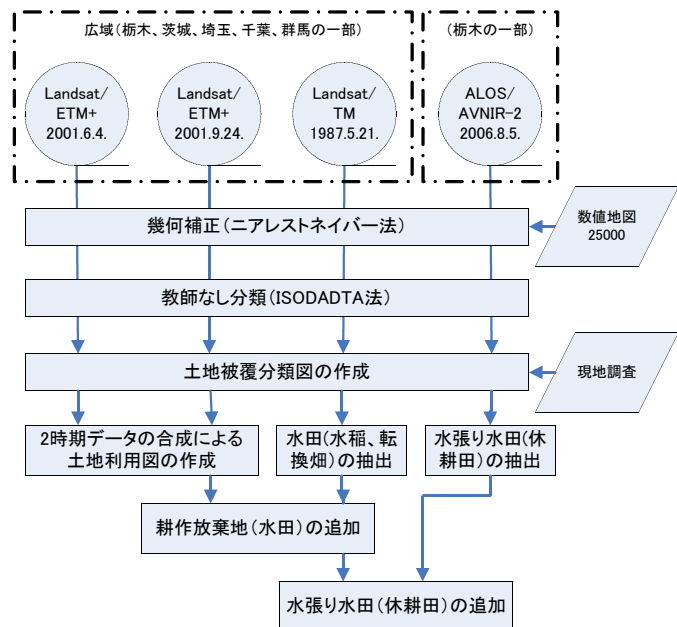 広域(栃木、茨城、埼玉、千葉、群馬の一部)
(栃木の一部)
Landsat/
ETM+
2001.6.4.
Landsat/
ETM+
2001.9.24.
Landsat/
TM
1987.5.21.
ALOS/
AVNIR-2
2006.8.5.
幾何補正(ニアレストネイバー法)
数値地図
25000
教師なし分類(ISODADTA法)
土地被覆分類図の作成
現地調査
2時期データの合成による
土地利用図の作成
水田(水稲、転
換畑)の抽出
水張り水田(休
耕田)の抽出
耕作放棄地(水田)の追加
水張り水田(休耕田)の追加